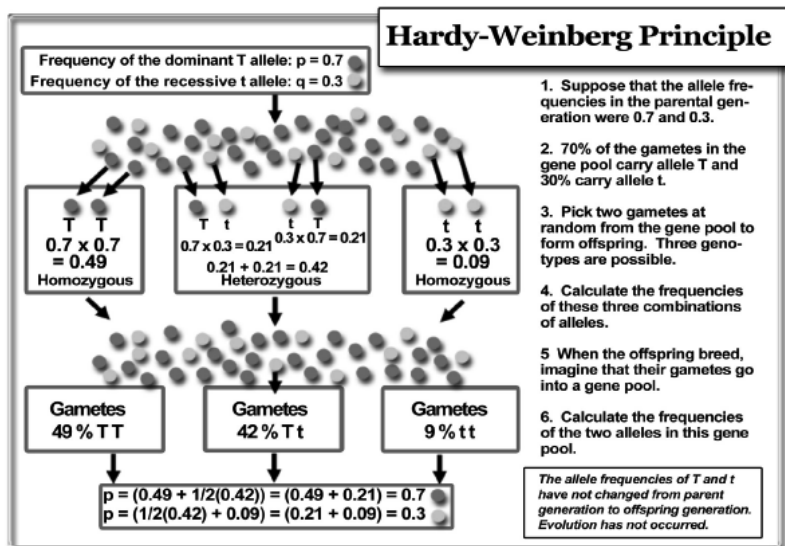 Hardy-Weinberg Principle
Frequency of the dominant T allele: p = 0.7
Frequency of the recessive t allele: q = 0.3
T T
0.7 x 0.7
= 0.49
Homozygous
T t
0.7 x 0.3 = 0.21
t T
0.3 x 0.7 = 0.21
0.21 + 0.21 = 0.42
Heterozygous
t t
0.3 x 0.3
= 0.09
Homozygous
Gametes
49% TT
Gametes
42% T t
Gametes
9% t t
p = (0.49 + 1/2(0.42)) = (0.49 + 0.21) = 0.7
p = (1/2(0.42) + 0.09) = (0.21 + 0.09) = 0.3
1. Suppose that the allele fre-
quencies in the parental gen-
eration were 0.7 and 0.3.
2. 70% of the gametes in the
gene pool carry allele T and
30% carry allele t.
3. Pick two gametes at
random from the gene pool to
form offspring. Three geno-
types are possible.
4. Calculate the frequencies
of these three combinations
of alleles.
5 When the offspring breed,
imagine that their gametes go
into a gene pool.
6. Calculate the frequencies
of the two alleles in this gene
pool.
The allele frequencies of T and t
have not changed from parent
generation to offspring generation.
Evolution has not occurred.